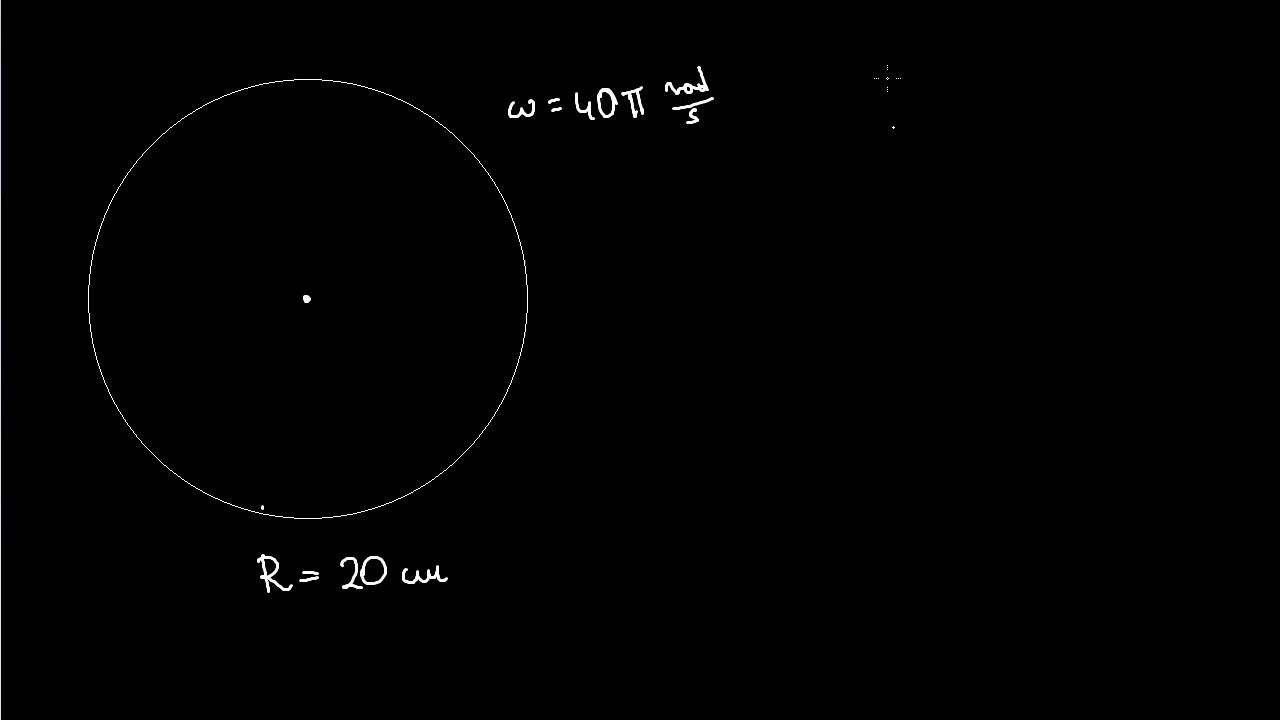 ω = 40π rad/s
R = 20 cm